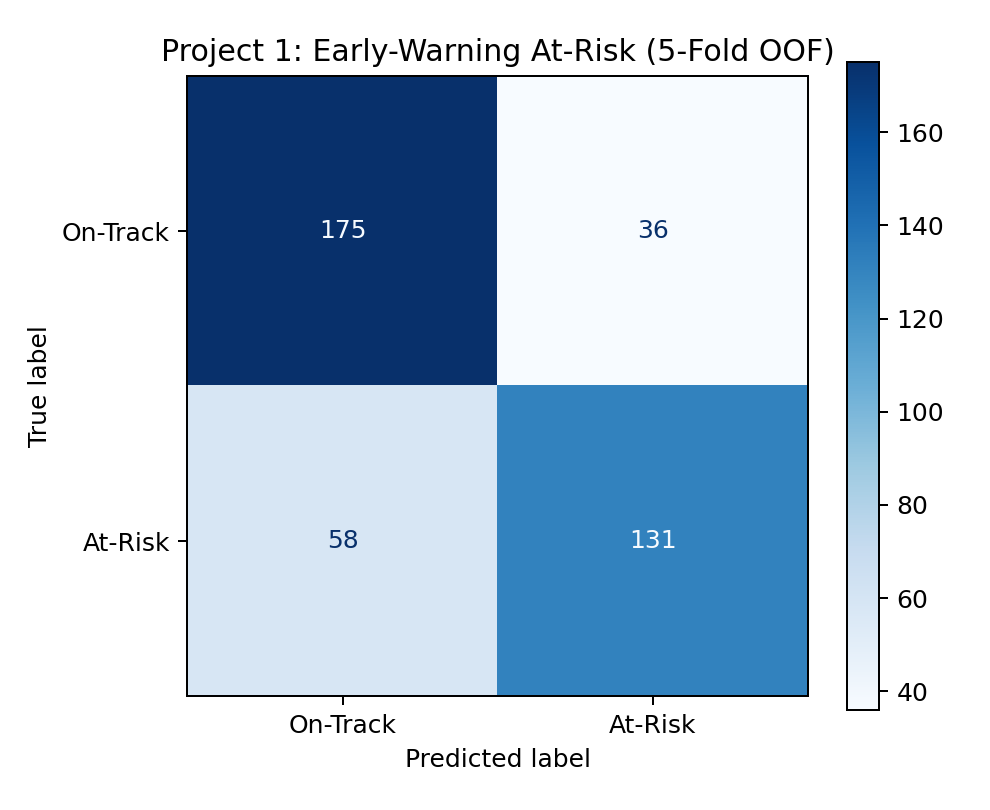 Project 1: Early-Warning At-Risk (5-Fold OOF)
True label
On-Track
175
36
At-Risk
58
131
On-Track
At-Risk
Predicted label
160
140
120
100
80
60
40